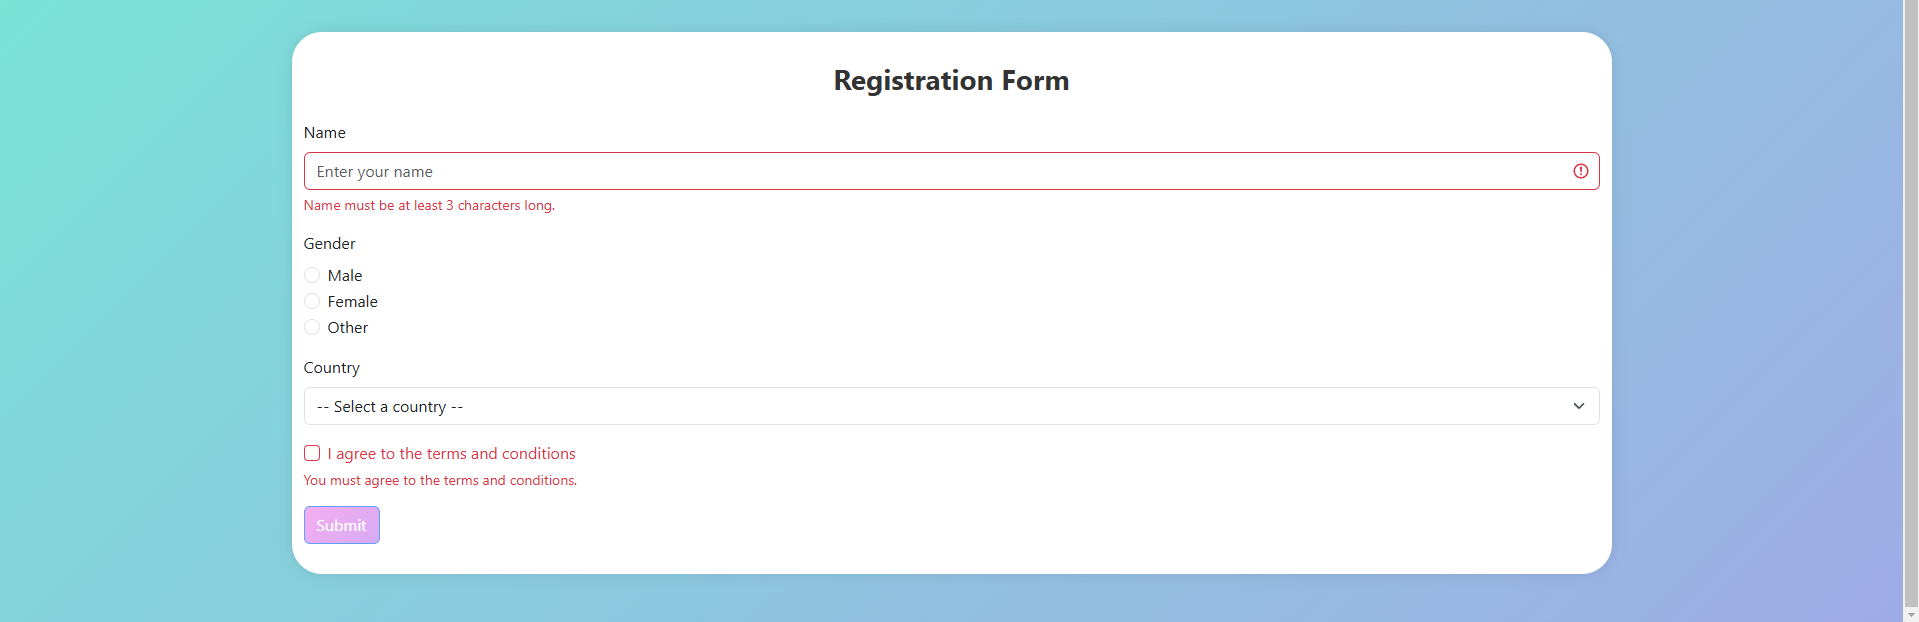 Registration Form
Name
Enter your name
Name must be at least 3 characters long.
Gender
Male
Female
Other
Country
-- Select a country --
I agree to the terms and conditions
You must agree to the terms and conditions.
Submit